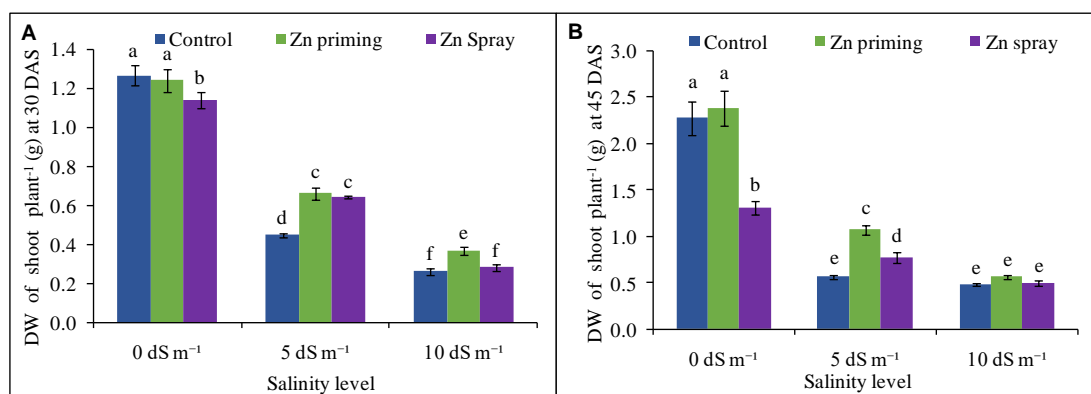 A
Control Zn priming Zn Spray
DW of shoot plant⁻¹ (g) at 30 DAS
1.4
1.2
1.0
0.8
0.6
0.4
0.2
0.0
a a b
d c c
f e f
0 dS m⁻¹ 5 dS m⁻¹ 10 dS m⁻¹
Salinity level
B
Control Zn priming Zn spray
DW of shoot plant⁻¹ (g) at 45 DAS
3.0
2.5
2.0
1.5
1.0
0.5
0.0
a a b
e c d
e e e
0 dS m⁻¹ 5 dS m⁻¹ 10 dS m⁻¹
Salinity level